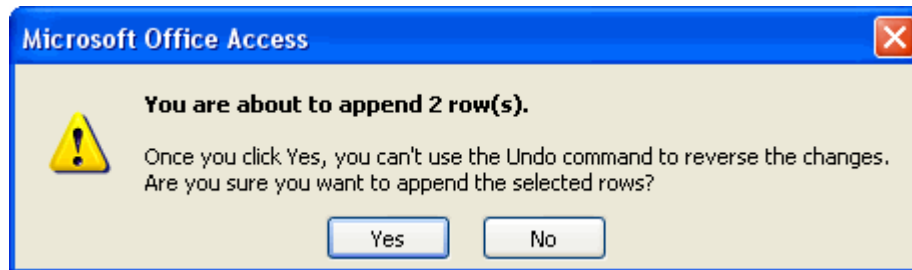 Microsoft Office Access
You are about to append 2 row(s).
Once you click Yes, you can't use the Undo command to reverse the changes.
Are you sure you want to append the selected rows?
Yes No